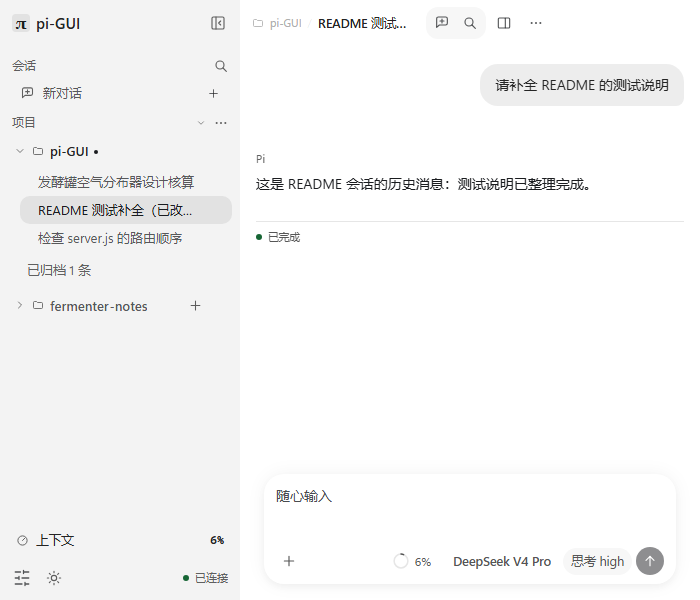 π pi-GUI
会话
新对话
项目
pi-GUI
发酵罐空气分布器设计核算
README 测试补全（已改...
检查 server.js 的路由顺序
已归档 1 条
fermenter-notes
上下文 6%
已连接
pi-GUI / README 测试...
请补全 README 的测试说明
Pi
这是 README 会话的历史消息：测试说明已整理完成。
已完成
随心输入
6% DeepSeek V4 Pro 思考 high